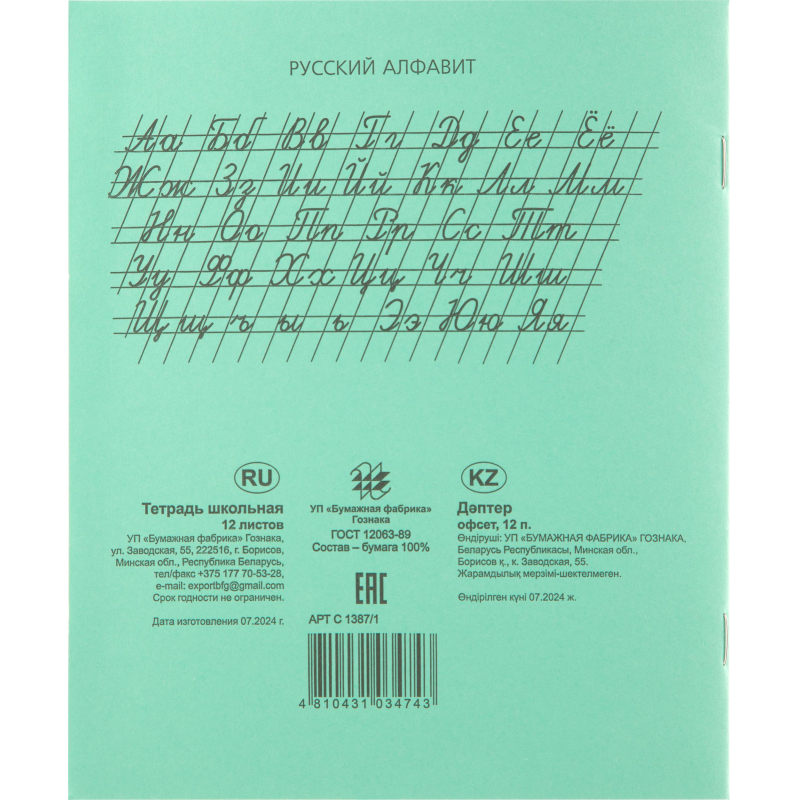 РУССКИЙ АЛФАВИТ
Аа Бб Вв Гг Дд Ее Ёё
Жж Зз Ии Йй Кк Лл Мм
Нн Оо Пп Рр Сс Тт
Уу Фф Хх Цц Чч Шш
Щщ ъ ы ь Ээ Юю Яя
RU
Тетрадь школьная
12 листов
УП «Бумажная фабрика» Гознака,
ул. Заводская, 55, 222516, г. Борисов,
Минская обл., Республика Беларусь,
тел/факс +375 177 70-53-28,
e-mail: exportbfg@gmail.com
Срок годности не ограничен.
Дата изготовления 07.2024 г.
УП «Бумажная фабрика»
Гознака
ГОСТ 12063-89
Состав – бумага 100%
EAC
АРТ С 1387/1
4 810431 034743
KZ
Дәптер
офсет, 12 п.
Өндіруші: УП «БУМАЖНАЯ ФАБРИКА» ГОЗНАКА,
Беларусь Республикасы, Минская обл.,
Борисов қ., к. Заводская, 55.
Жарамдылық мерзімі-шектелмеген.
Өндірілген күні 07.2024 ж.